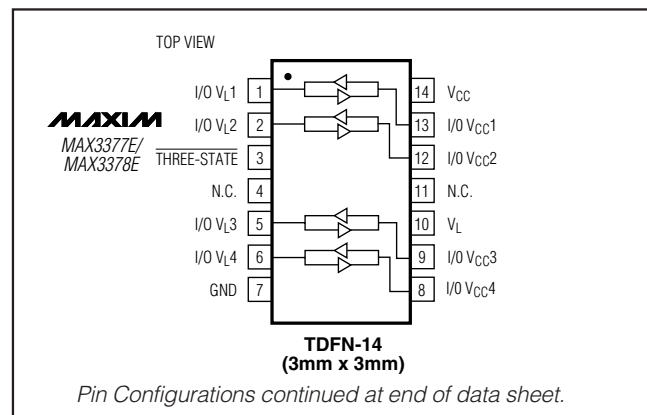 TOP VIEW
I/O VL1 1 14 VCC
MAXIM
I/O VL2 2 13 I/O VCC1
MAX3377E/
MAX3378E
THREE-STATE 3 12 I/O VCC2
N.C. 4 11 N.C.
I/O VL3 5 10 VL
I/O VL4 6 9 I/O VCC3
GND 7 8 I/O VCC4
TDFN-14
(3mm x 3mm)
Pin Configurations continued at end of data sheet.